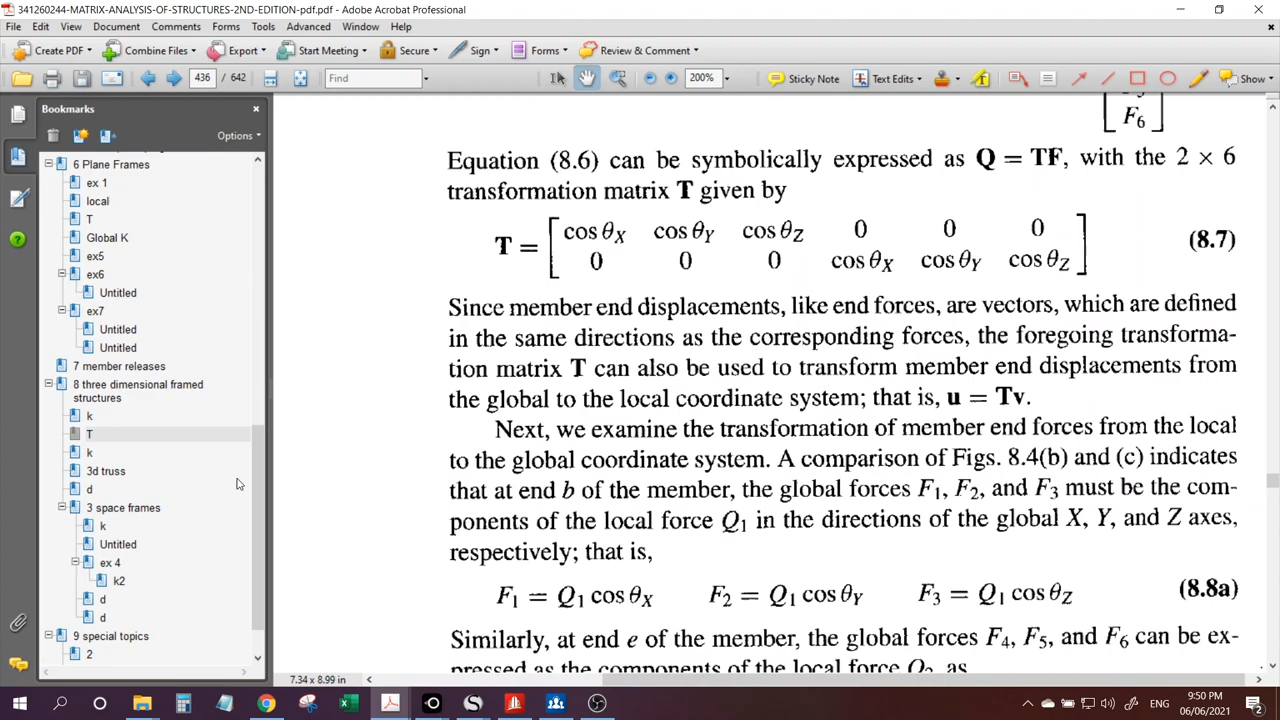 341260244-MATRIX-ANALYSIS-OF-STRUCTURES-2ND-EDITION-pdf.pdf - Adobe Acrobat Professional
File Edit View Document Comments Forms Tools Advanced Window Help
Create PDF Combine Files Export Start Meeting Secure Sign Forms Review & Comment
436 / 642 Find 200% Sticky Note Text Edits Show
Bookmarks
Options
6 Plane Frames
ex 1
local
T
Global K
ex5
ex6
Untitled
ex7
Untitled
Untitled
7 member releases
8 three dimensional framed
structures
k
T
k
3d truss
d
3 space frames
k
Untitled
ex 4
k2
d
d
9 special topics
2
F₆
Equation (8.6) can be symbolically expressed as Q = TF, with the 2 × 6
transformation matrix T given by
T = [ cos θX cos θY cos θZ 0 0 0
0 0 0 cos θX cos θY cos θZ ] (8.7)
Since member end displacements, like end forces, are vectors, which are defined
in the same directions as the corresponding forces, the foregoing transforma-
tion matrix T can also be used to transform member end displacements from
the global to the local coordinate system; that is, u = Tv.
Next, we examine the transformation of member end forces from the local
to the global coordinate system. A comparison of Figs. 8.4(b) and (c) indicates
that at end b of the member, the global forces F₁, F₂, and F₃ must be the com-
ponents of the local force Q₁ in the directions of the global X, Y, and Z axes,
respectively; that is,
F₁ = Q₁ cos θX F₂ = Q₁ cos θY F₃ = Q₁ cos θZ (8.8a)
Similarly, at end e of the member, the global forces F₄, F₅, and F₆ can be ex-
pressed as the components of the local force Q₂, as
7.34 x 8.99 in
ENG
9:50 PM
06/06/2021
2